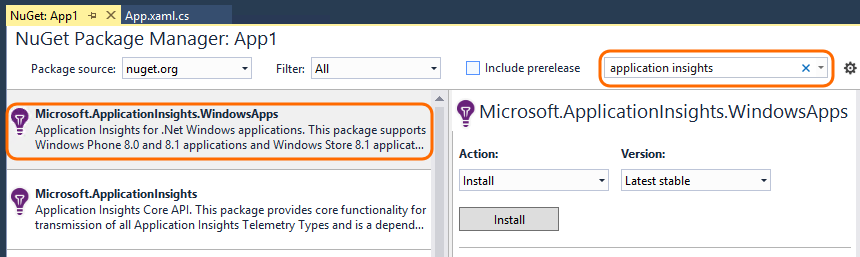 NuGet: App1
App.xaml.cs
NuGet Package Manager: App1
Package source: nuget.org Filter: All Include prerelease application insights
Microsoft.ApplicationInsights.WindowsApps
Application Insights for .Net Windows applications. This package supports
Windows Phone 8.0 and 8.1 applications and Windows Store 8.1 applicat...
Microsoft.ApplicationInsights
Application Insights Core API. This package provides core functionality for
transmission of all Application Insights Telemetry Types and is a depend...
Microsoft.ApplicationInsights.WindowsApps
Action: Version:
Install Latest stable
Install